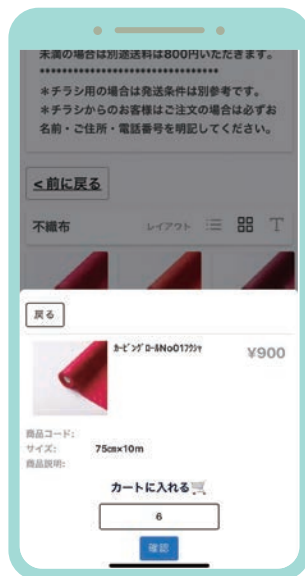 未満の場合は別途送料は800円いただきます。
**********************************
*チラシ用の場合は発送条件は別参考です。
*チラシからのお客様はご注文の場合は必ずお
名前・ご住所・電話番号を明記してください。
<前に戻る
不織布 レイアウト T
戻る
ｶｰﾋﾞﾝｸﾞﾛｰﾙNo017ﾌｸｼｬ ¥900
商品コード:
サイズ: 75cm×10m
商品説明:
カートに入れる
6
確認